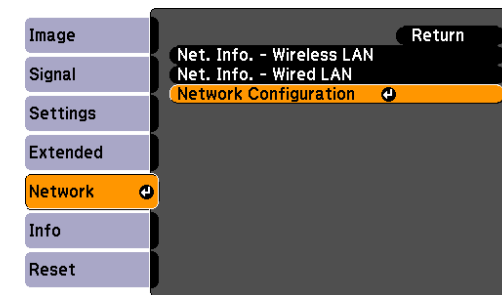 Image
Signal
Settings
Extended
Network
Info
Reset
Return
Net. Info. - Wireless LAN
Net. Info. - Wired LAN
Network Configuration